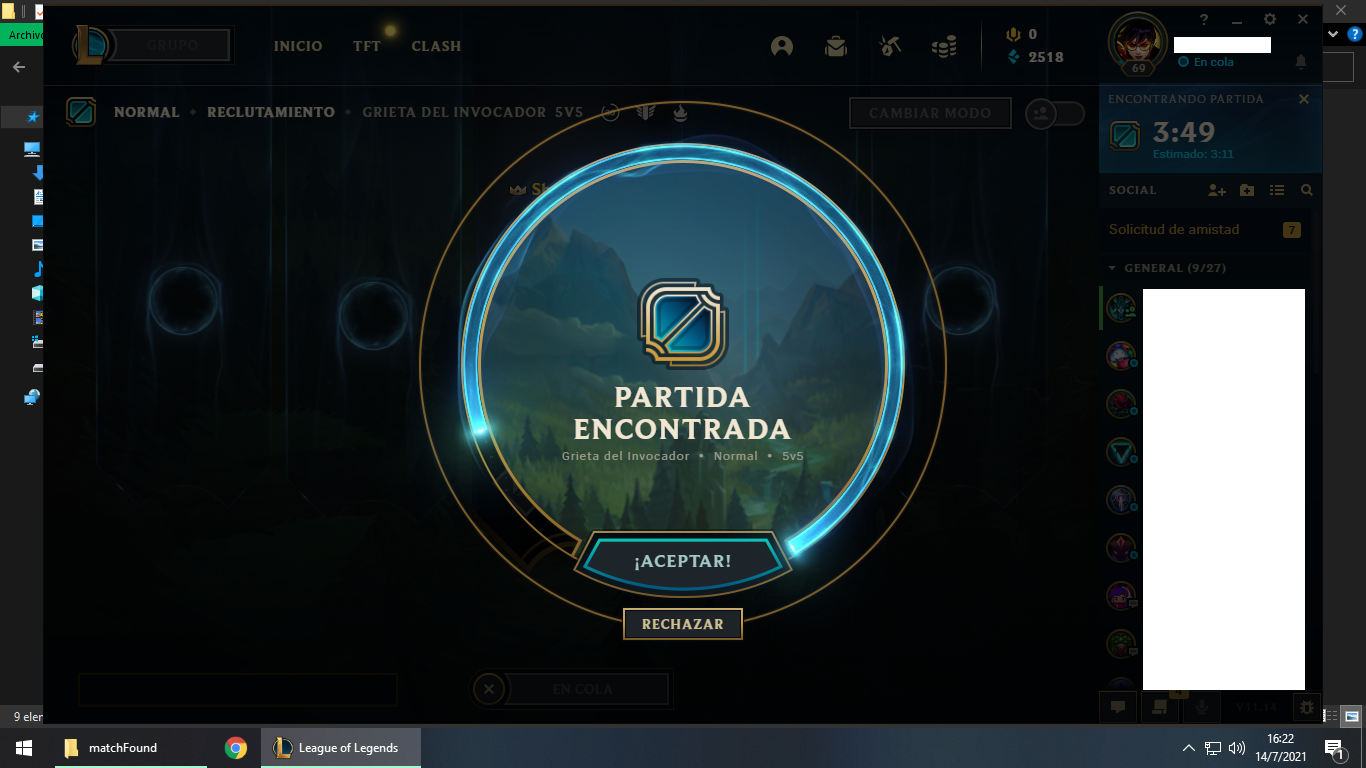 Archivo
GRUPO
INICIO
TFT
CLASH
0
2518
69
En cola
NORMAL • RECLUTAMIENTO • GRIETA DEL INVOCADOR 5V5
CAMBIAR MODO
ENCONTRANDO PARTIDA
3:49
Estimado: 3:11
SOCIAL
Solicitud de amistad
7
GENERAL (9/27)
PARTIDA
ENCONTRADA
Grieta del Invocador • Normal • 5v5
¡ACEPTAR!
RECHAZAR
EN COLA
V11.14
9 elem
matchFound
League of Legends
16:22
14/7/2021
1